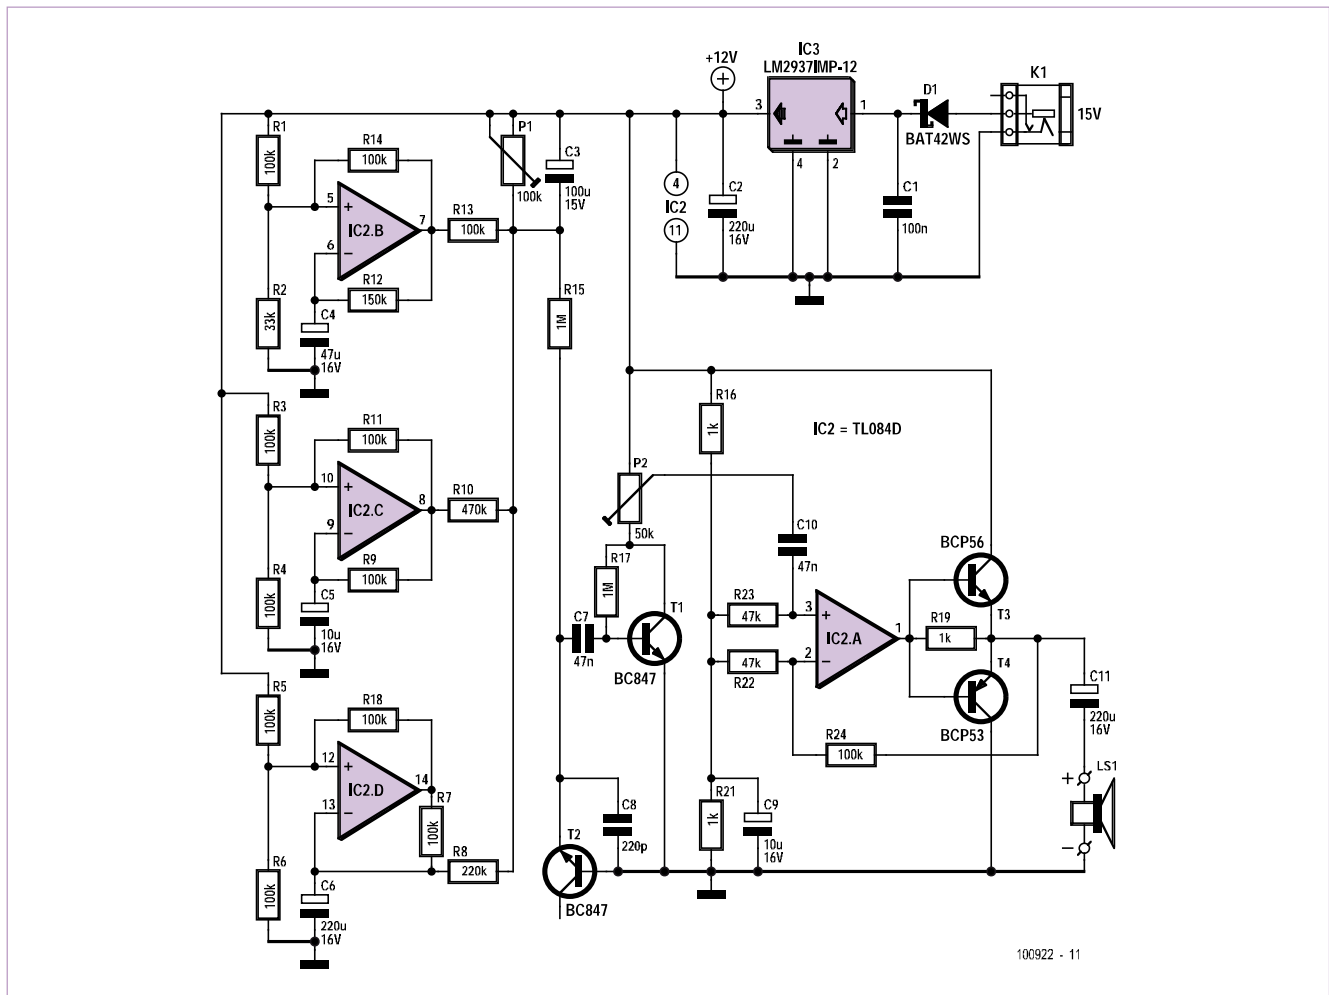 +12V
IC3
LM2937IMP-12
3
1
4
2
D1
BAT42WS
K1
15V
C1
100n
C2
220u
16V
4
IC2
11
R1
100k
R14
100k
5
+
IC2.B
7
6
–
R13
100k
P1
100k
C3
100u
15V
R2
33k
R12
150k
C4
47u
16V
R15
1M
R3
100k
R11
100k
10
+
IC2.C
8
9
–
R10
470k
R4
100k
R9
100k
C5
10u
16V
R16
1k
IC2 = TL084D
P2
50k
C10
47n
R17
1M
C7
47n
T1
BC847
R23
47k
3
+
IC2.A
1
2
–
47k
R22
R24
100k
BCP56
T3
R19
1k
T4
BCP53
C11
220u
16V
+
LS1
–
R5
100k
R18
100k
12
+
IC2.D
14
13
–
R7
100k
R8
220k
R6
100k
C6
220u
16V
T2
BC847
C8
220p
R21
1k
C9
10u
16V
100922 - 11